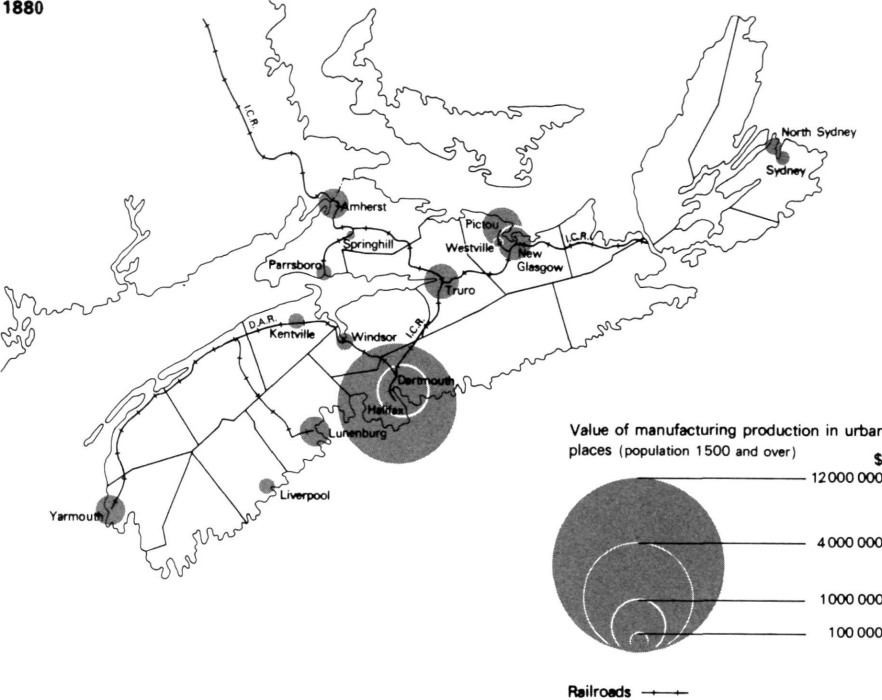 1880
I.C.R.
North Sydney
Sydney
Amherst
Pictou
Springhill
Westville
I.C.R.
New
Glasgow
Parrsboro
Truro
D.A.R.
Kentville
Windsor
I.C.R.
Dartmouth
Halifax
Lunenburg
Liverpool
Yarmouth
Value of manufacturing production in urban
places (population 1500 and over)
$
12 000 000
4 000 000
1 000 000
100 000
Railroads